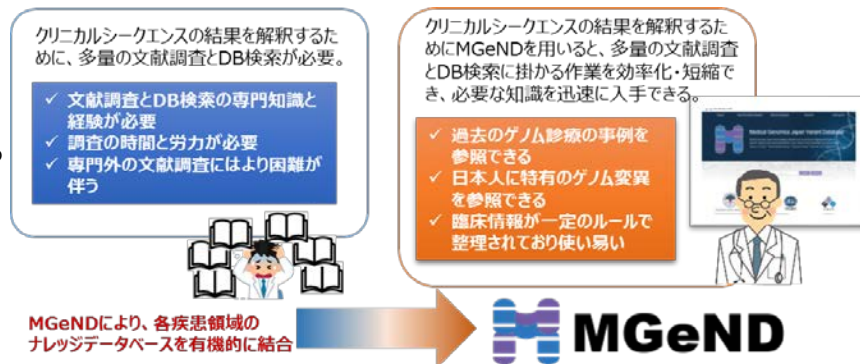 クリニカルシークエンスの結果を解釈するた
めに、多量の文献調査とDB検索が必要。
✓ 文献調査とDB検索の専門知識と
経験が必要
✓ 調査の時間と労力が必要
✓ 専門外の文献調査にはより困難が
伴う
クリニカルシークエンスの結果を解釈するた
めにMGeNDを用いると、多量の文献調査
とDB検索に掛かる作業を効率化・短縮で
き、必要な知識を迅速に入手できる。
✓ 過去のゲノム診療の事例を
参照できる
✓ 日本人に特有のゲノム変異
を参照できる
✓ 臨床情報が一定のルールで
整理されており使い易い
Medical Genomics Japan Variant Database
MGeNDにより、各疾患領域の
ナレッジデータベースを有機的に結合
MGeND